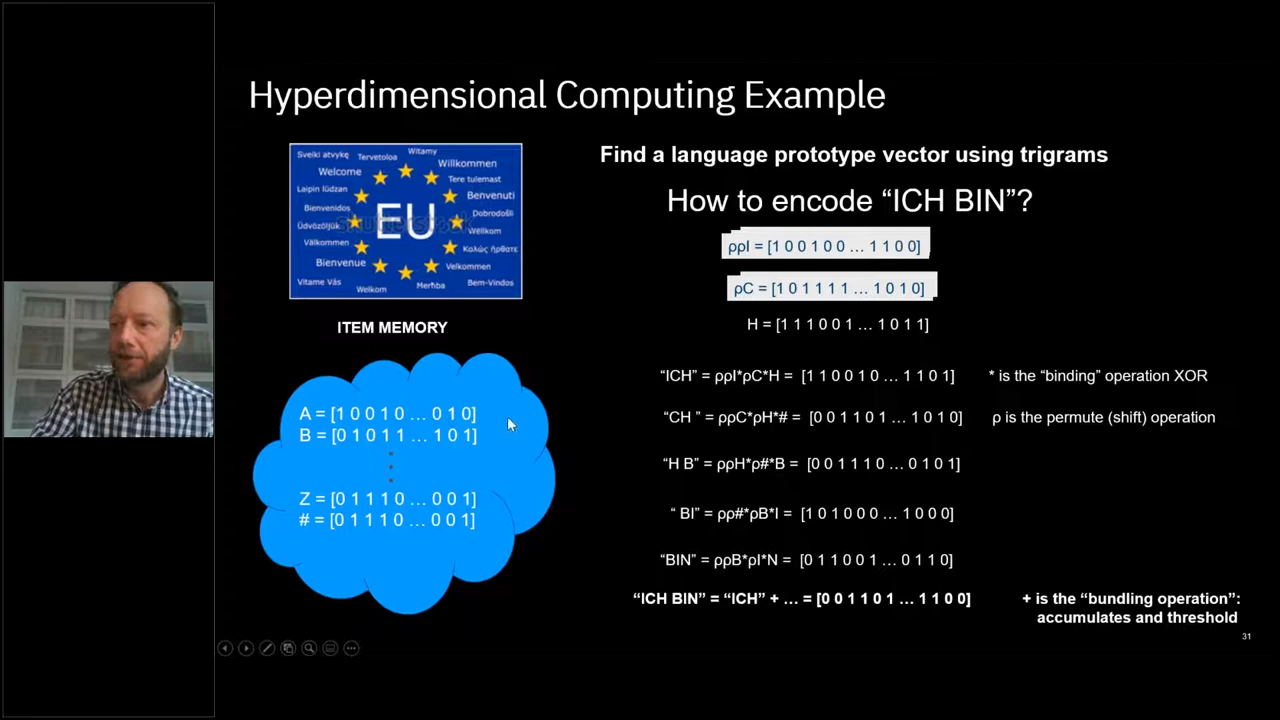 Hyperdimensional Computing Example
Sveiki atvykę
Tervetuloa
Witamy
Welcome
Willkommen
Laipin lūdzan
Tere tulemast
Bienvenidos
Benvenuti
Üdvözöljük
EU
Dobrodošli
Wëllkom
Välkommen
Καλώς ήρθατε
Bienvenue
Velkommen
Vitame Vás
Welkom
Merħba
Bem-Vindos
ITEM MEMORY
A = [1 0 0 1 0 … 0 1 0]
B = [0 1 0 1 1 … 1 0 1]
Z = [0 1 1 1 0 … 0 0 1]
# = [0 1 1 1 0 … 0 0 1]
Find a language prototype vector using trigrams
How to encode “ICH BIN”?
ρρI = [1 0 0 1 0 0 … 1 1 0 0]
ρC = [1 0 1 1 1 1 … 1 0 1 0]
H = [1 1 1 0 0 1 … 1 0 1 1]
“ICH” = ρρI*ρC*H = [1 1 0 0 1 0 … 1 1 0 1]
* is the “binding” operation XOR
“CH ” = ρρC*ρH*# = [0 0 1 1 0 1 … 1 0 1 0]
ρ is the permute (shift) operation
“H B” = ρρH*ρ#*B = [0 0 1 1 1 0 … 0 1 0 1]
“ BI” = ρρ#*ρB*I = [1 0 1 0 0 0 … 1 0 0 0]
“BIN” = ρρB*ρI*N = [0 1 1 0 0 1 … 0 1 1 0]
“ICH BIN” = “ICH” + … = [0 0 1 1 0 1 … 1 1 0 0]
+ is the “bundling operation”:
accumulates and threshold
31